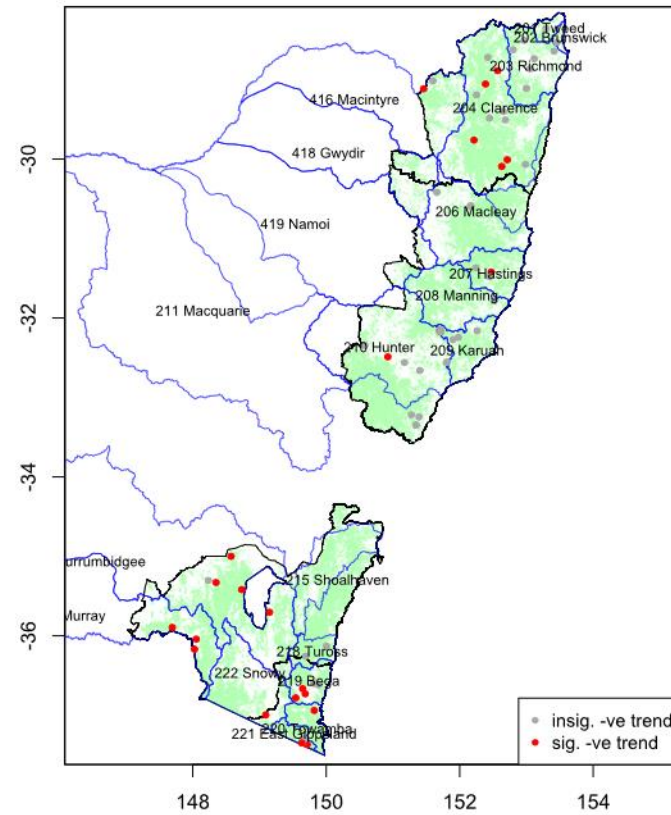 201 Tweed
202 Brunswick
203 Richmond
416 Macintyre
204 Clarence
-30
418 Gwydir
206 Macleay
419 Namoi
207 Hastings
208 Manning
211 Macquarie
-32
210 Hunter
209 Karuah
-34
urrumbidgee
215 Shoalhaven
Murray
-36
218 Tuross
222 Snowy
219 Bega
220 Towamba
221 East Gippsland
insig. -ve trend
sig. -ve trend
148
150
152
154